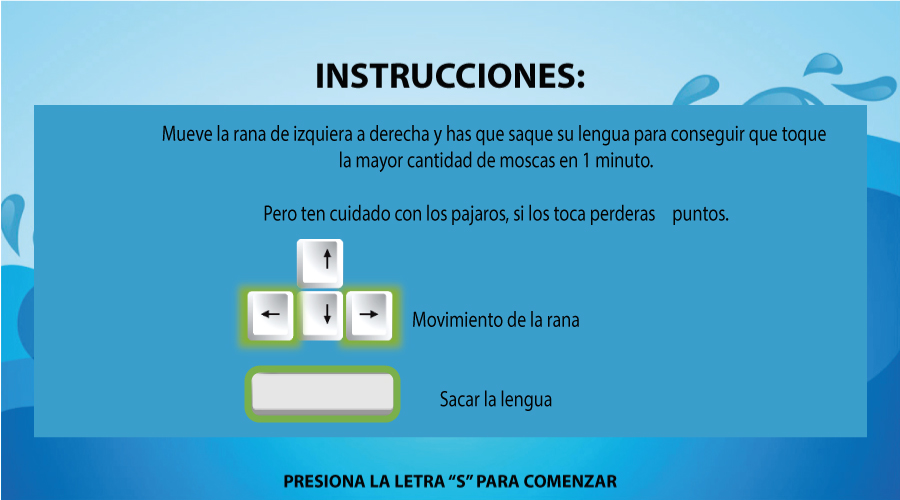 INSTRUCCIONES:
Mueve la rana de izquiera a derecha y has que saque su lengua para conseguir que toque
la mayor cantidad de moscas en 1 minuto.
Pero ten cuidado con los pajaros, si los toca perderas puntos.
Movimiento de la rana
Sacar la lengua
PRESIONA LA LETRA “S” PARA COMENZAR